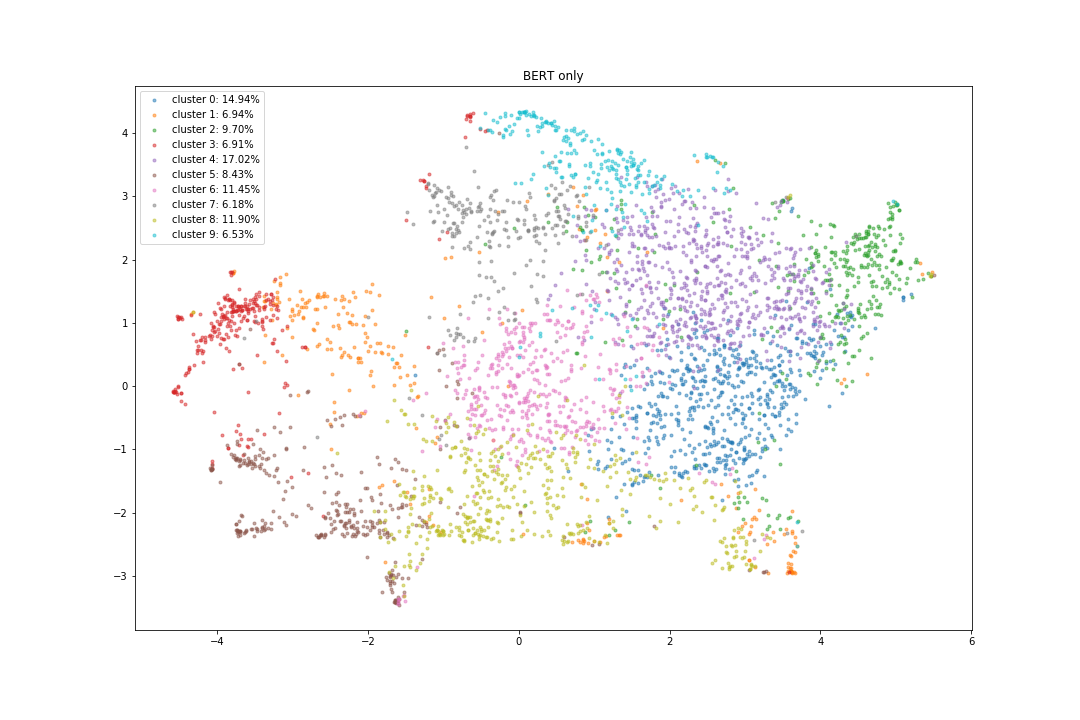 BERT only
cluster 0: 14.94%
cluster 1: 6.94%
cluster 2: 9.70%
cluster 3: 6.91%
cluster 4: 17.02%
cluster 5: 8.43%
cluster 6: 11.45%
cluster 7: 6.18%
cluster 8: 11.90%
cluster 9: 6.53%
4
3
2
1
0
−1
−2
−3
−4
−2
0
2
4
6